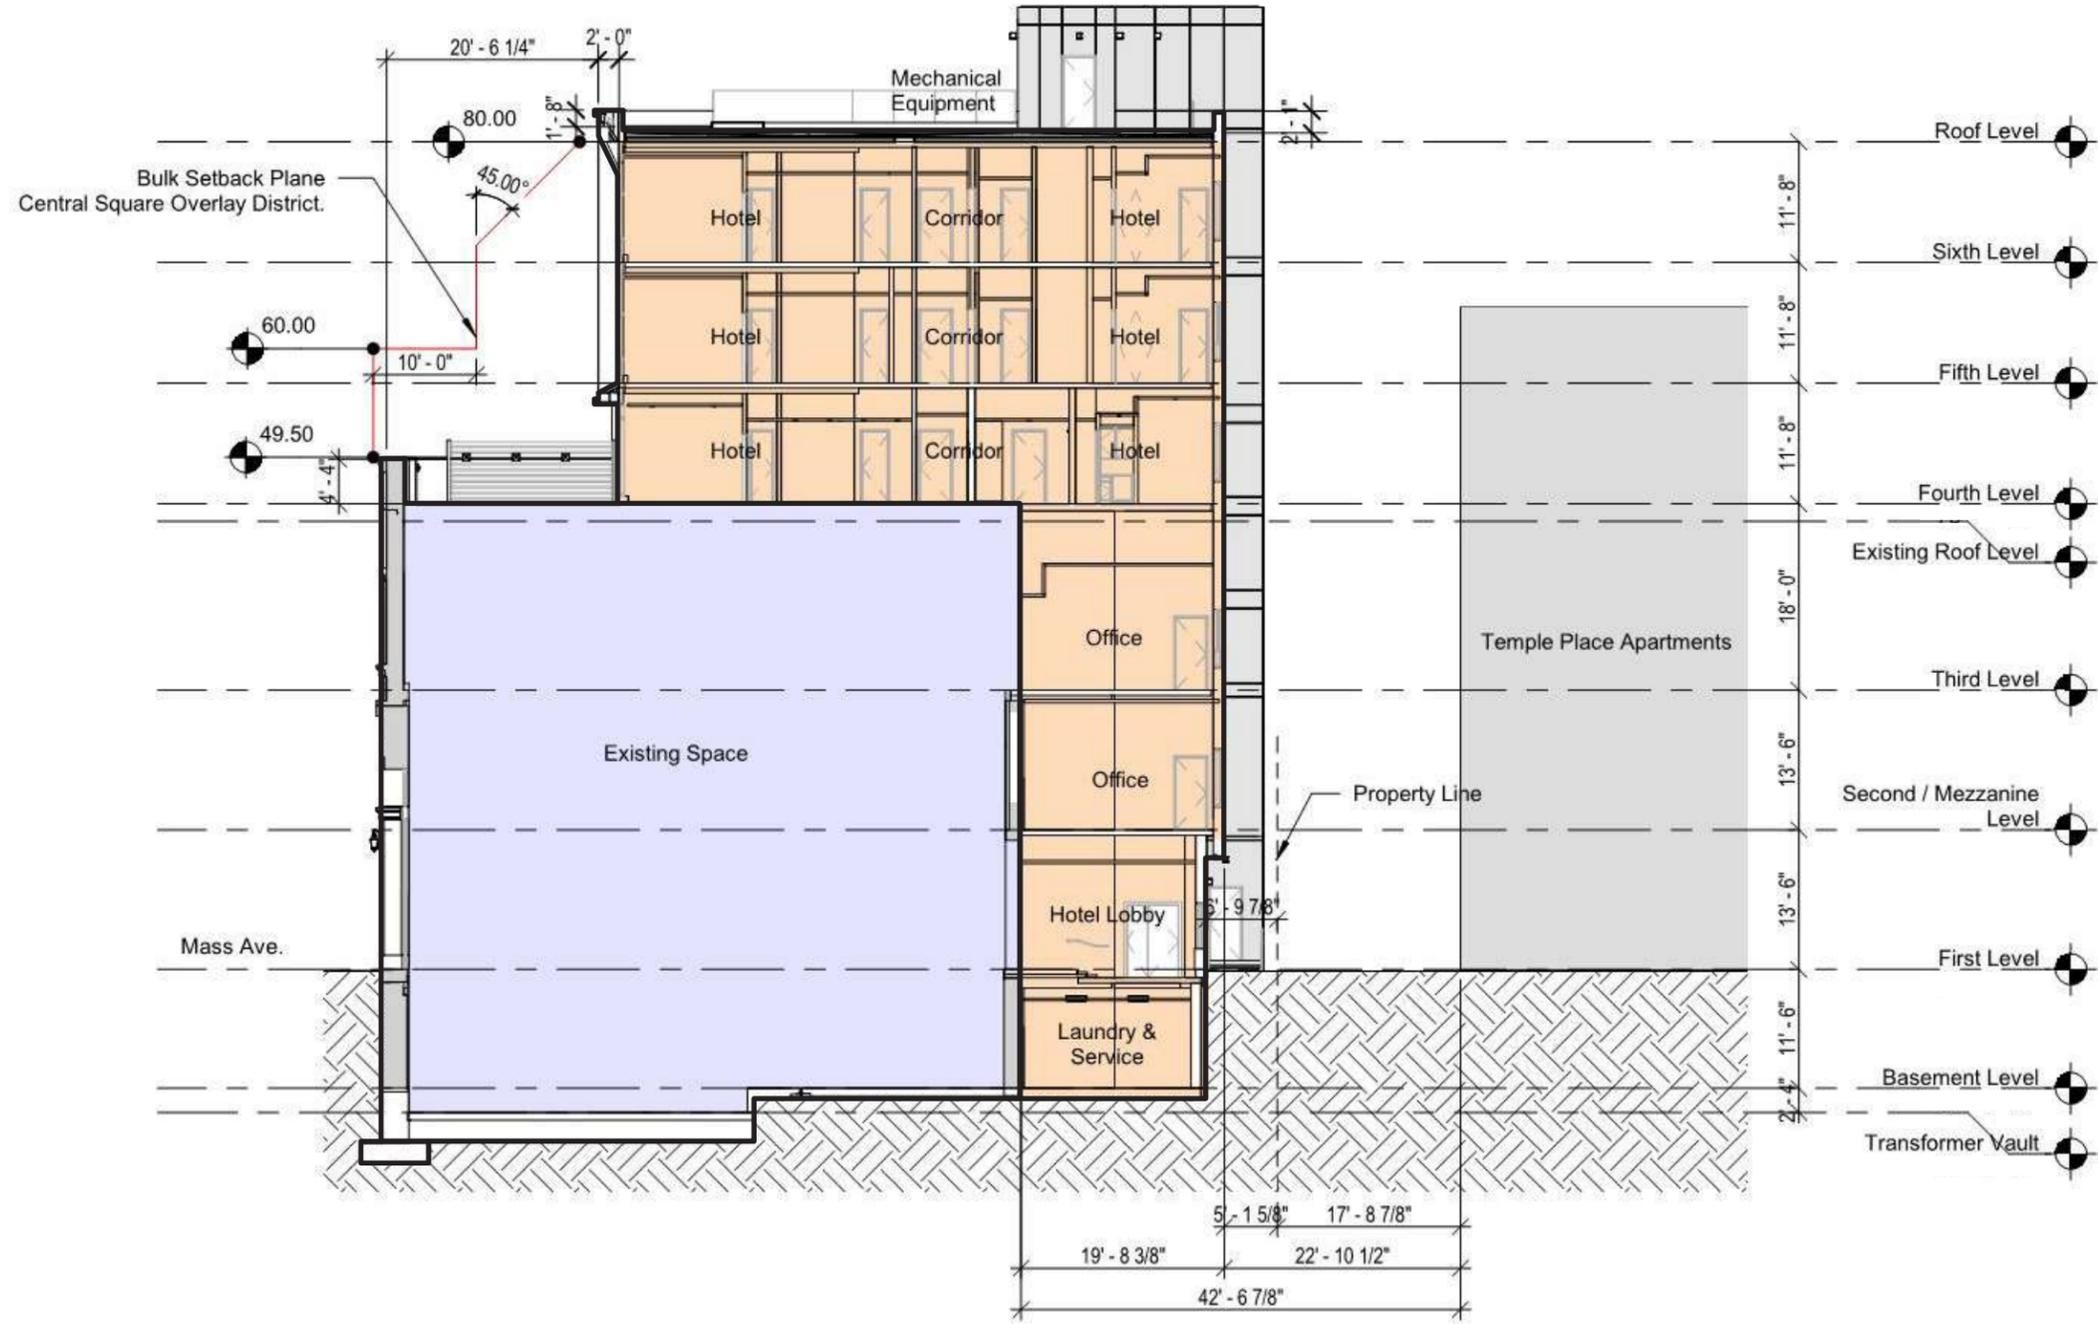 20' - 6 1/4"
2' - 0"
Mechanical
Equipment
80.00
1' - 8"
2' - 1"
Roof Level
Bulk Setback Plane
Central Square Overlay District.
45.00°
Hotel
Corridor
Hotel
11' - 8"
Sixth Level
60.00
10' - 0"
Hotel
Corridor
Hotel
11' - 8"
Fifth Level
49.50
4' - 4"
Hotel
Corridor
Hotel
11' - 8"
Fourth Level
Existing Roof Level
18' - 0"
Office
Temple Place Apartments
Third Level
Existing Space
Office
13' - 6"
Property Line
Second / Mezzanine
Level
Hotel Lobby
6' - 9 7/8"
13' - 6"
Mass Ave.
First Level
Laundry &
Service
11' - 6"
Basement Level
2' - 4"
Transformer Vault
5' - 1 5/8"
17' - 8 7/8"
19' - 8 3/8"
22' - 10 1/2"
42' - 6 7/8"